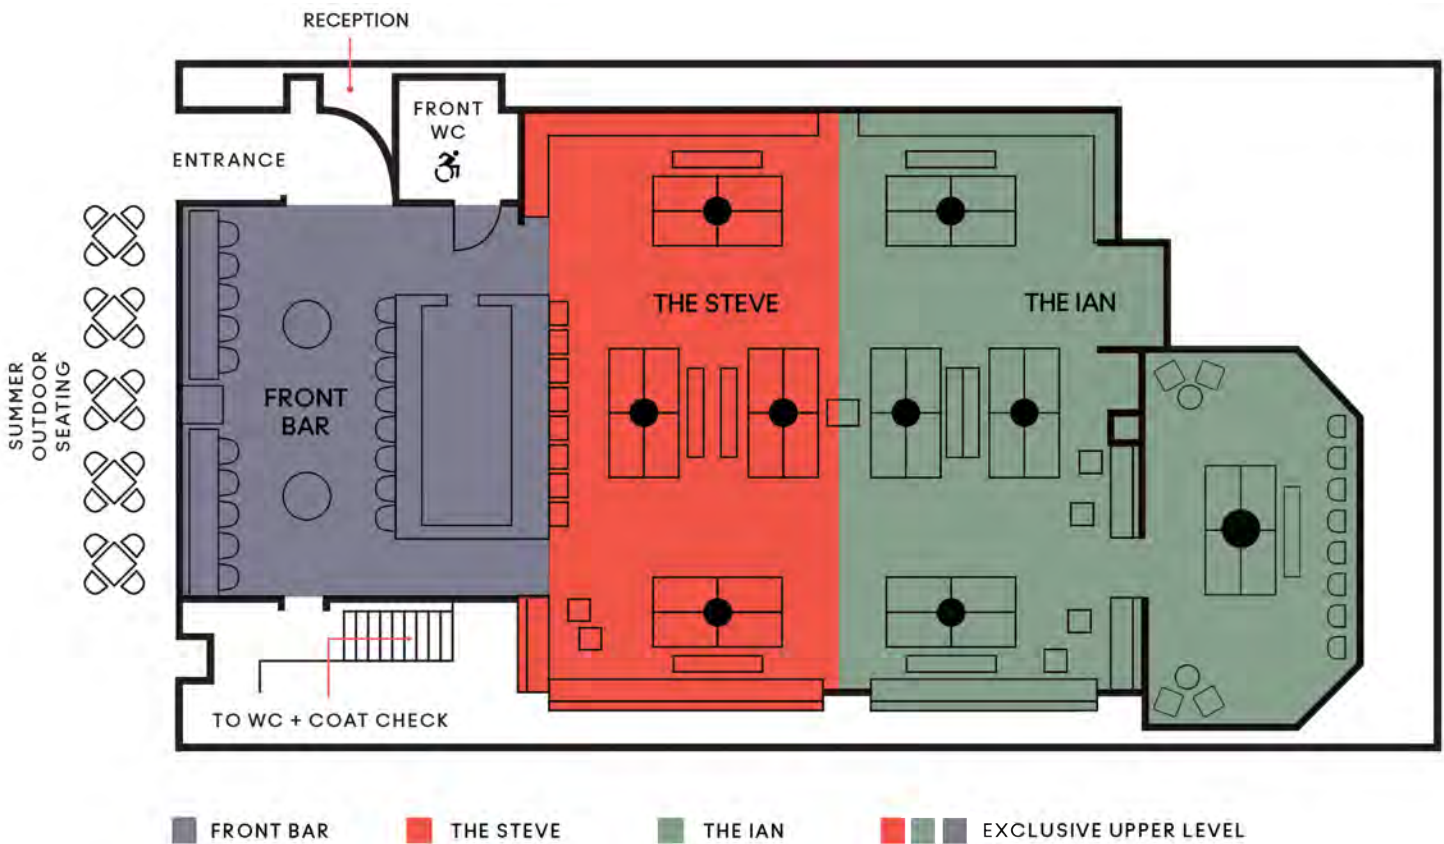 RECEPTION
FRONT
WC
ENTRANCE
THE STEVE
THE IAN
SUMMER
OUTDOOR
SEATING
FRONT
BAR
TO WC + COAT CHECK
FRONT BAR
THE STEVE
THE IAN
EXCLUSIVE UPPER LEVEL